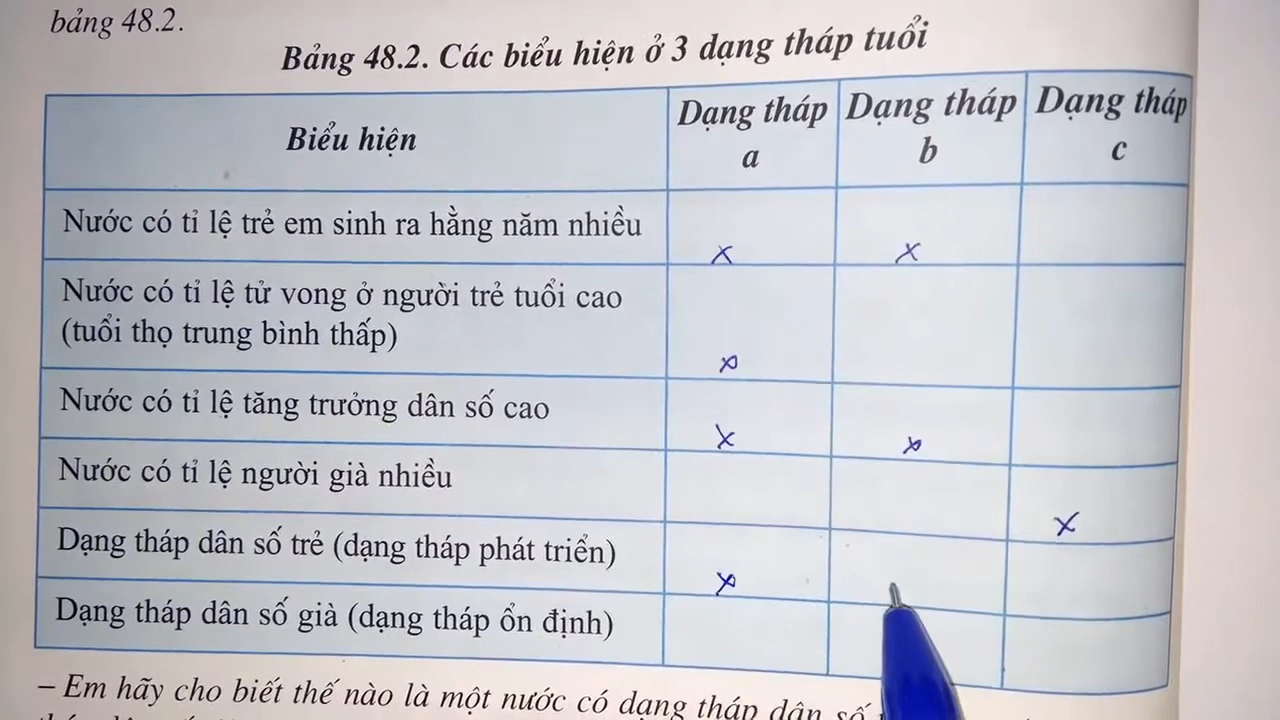 bảng 48.2.
Bảng 48.2. Các biểu hiện ở 3 dạng tháp tuổi
Biểu hiện
Dạng tháp a
Dạng tháp b
Dạng tháp c
Nước có tỉ lệ trẻ em sinh ra hằng năm nhiều
x x
Nước có tỉ lệ tử vong ở người trẻ tuổi cao
(tuổi thọ trung bình thấp)
x
Nước có tỉ lệ tăng trưởng dân số cao
x x
Nước có tỉ lệ người già nhiều
x
Dạng tháp dân số trẻ (dạng tháp phát triển)
x
Dạng tháp dân số già (dạng tháp ổn định)
– Em hãy cho biết thế nào là một nước có dạng tháp dân số